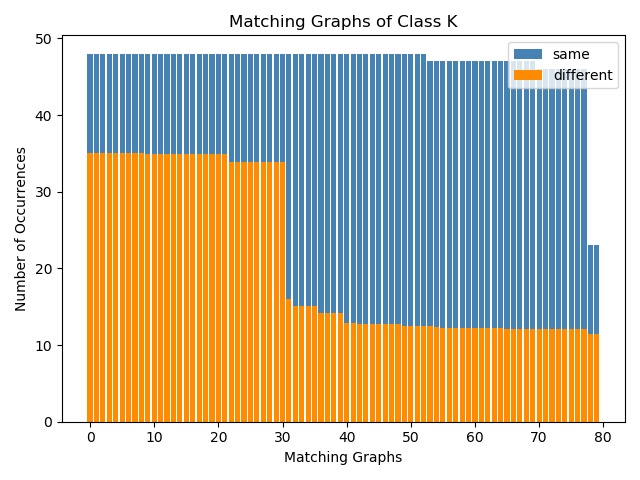 Matching Graphs of Class K
same
different
Number of Occurrences
50
40
30
20
10
0
0 10 20 30 40 50 60 70 80
Matching Graphs